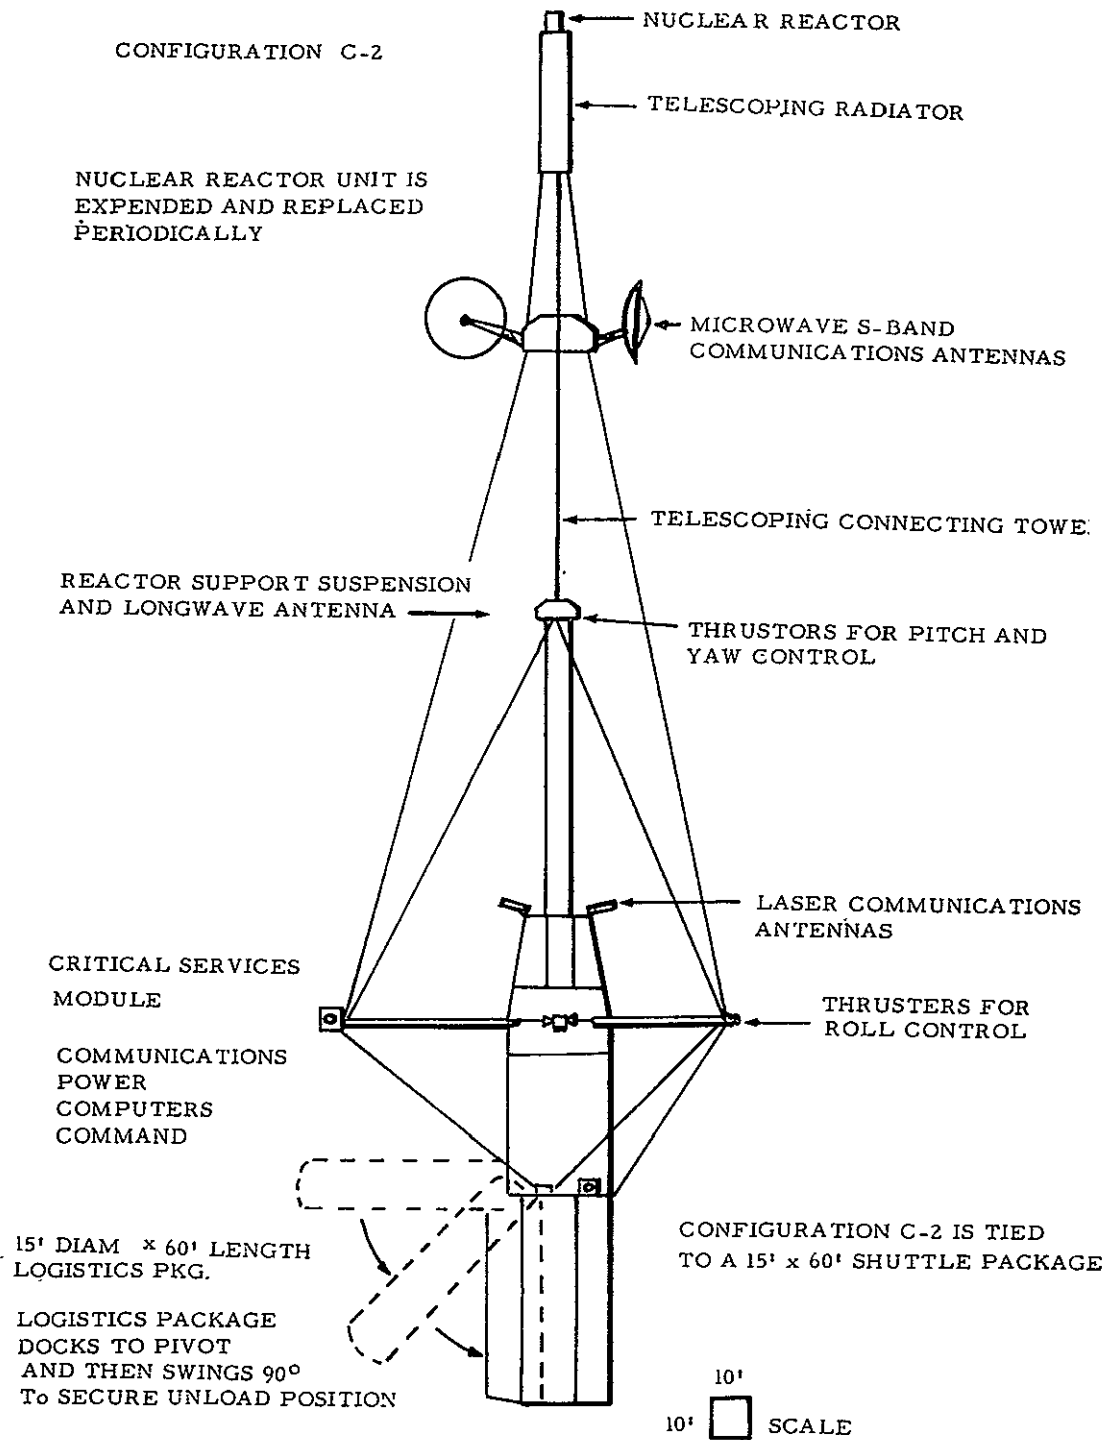 NUCLEAR REACTOR
CONFIGURATION C-2
TELESCOPING RADIATOR
NUCLEAR REACTOR UNIT IS
EXPENDED AND REPLACED
PERIODICALLY
MICROWAVE S-BAND
COMMUNICATIONS ANTENNAS
TELESCOPING CONNECTING TOWE
REACTOR SUPPORT SUSPENSION
AND LONGWAVE ANTENNA
THRUSTORS FOR PITCH AND
YAW CONTROL
LASER COMMUNICATIONS
ANTENNAS
CRITICAL SERVICES
MODULE
THRUSTERS FOR
ROLL CONTROL
COMMUNICATIONS
POWER
COMPUTERS
COMMAND
15' DIAM x 60' LENGTH
LOGISTICS PKG.
CONFIGURATION C-2 IS TIED
TO A 15' x 60' SHUTTLE PACKAGE
LOGISTICS PACKAGE
DOCKS TO PIVOT
AND THEN SWINGS 90°
To SECURE UNLOAD POSITION
10'
10' SCALE